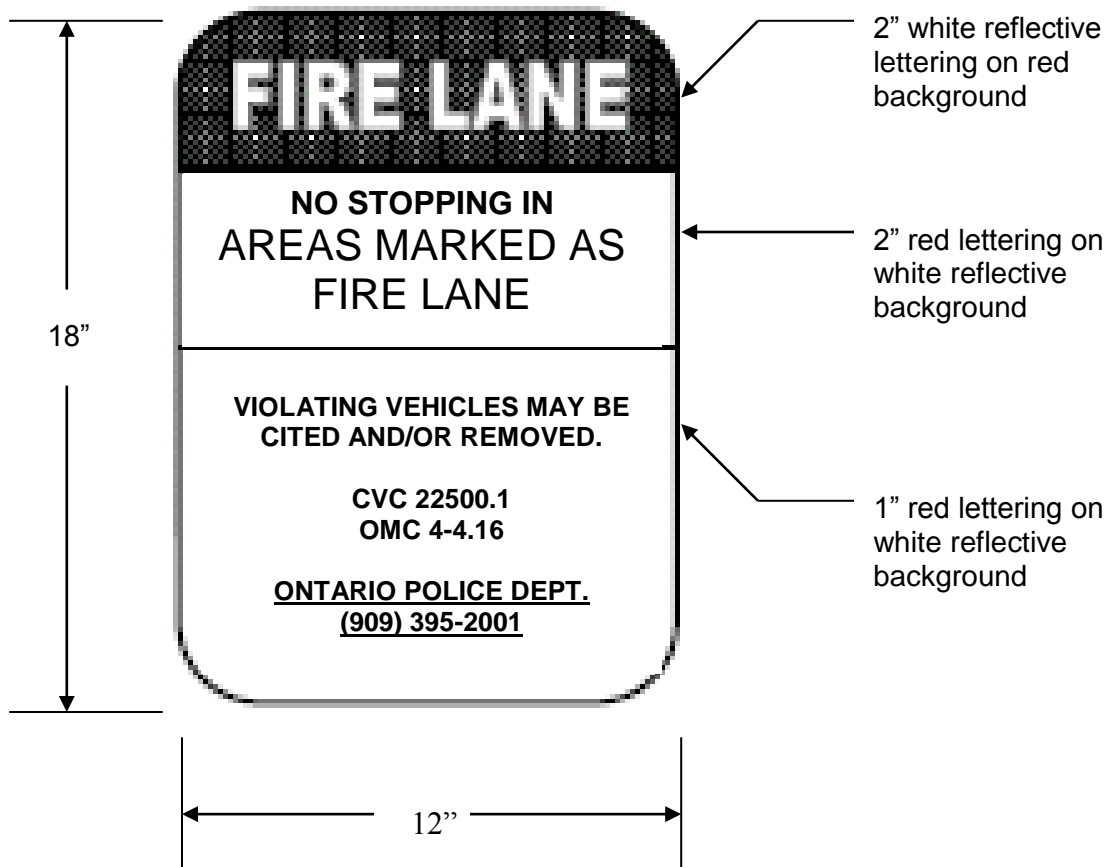 FIRE LANE
NO STOPPING IN
AREAS MARKED AS
FIRE LANE
VIOLATING VEHICLES MAY BE
CITED AND/OR REMOVED.
CVC 22500.1
OMC 4-4.16
ONTARIO POLICE DEPT.
(909) 395-2001
18”
12”
2” white reflective
lettering on red
background
2” red lettering on
white reflective
background
1” red lettering on
white reflective
background